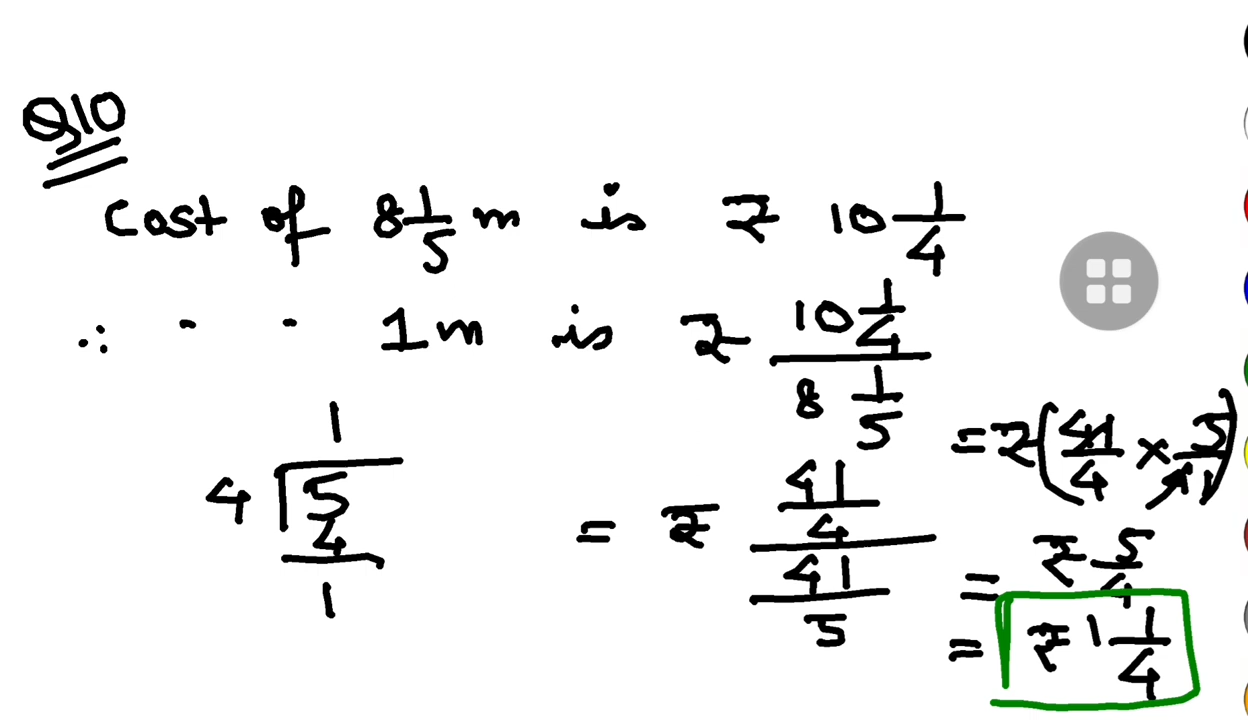 Q10
Cost of 8 1/5 m is ₹ 10 1/4
∴ " " 1m is ₹ (10 1/4)/(8 1/5)
= ₹ (41/4)/(41/5)
= ₹ (41/4 × 5/41)
= ₹ 5/4
= ₹ 1 1/4
1
4 5
4
1